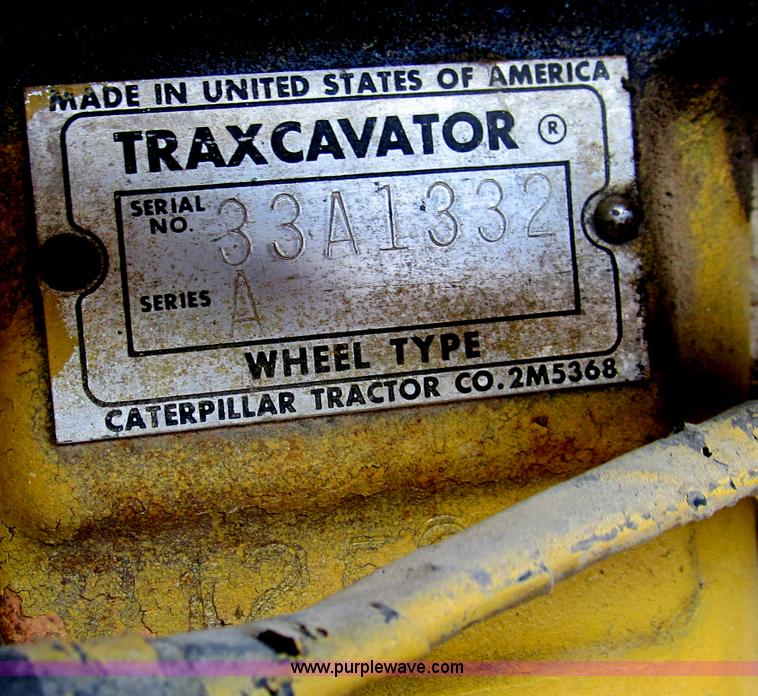 MADE IN UNITED STATES OF AMERICA
TRAXCAVATOR ®
SERIAL NO. 33A1332
SERIES A
WHEEL TYPE
CATERPILLAR TRACTOR CO. 2M5368
www.purplewave.com